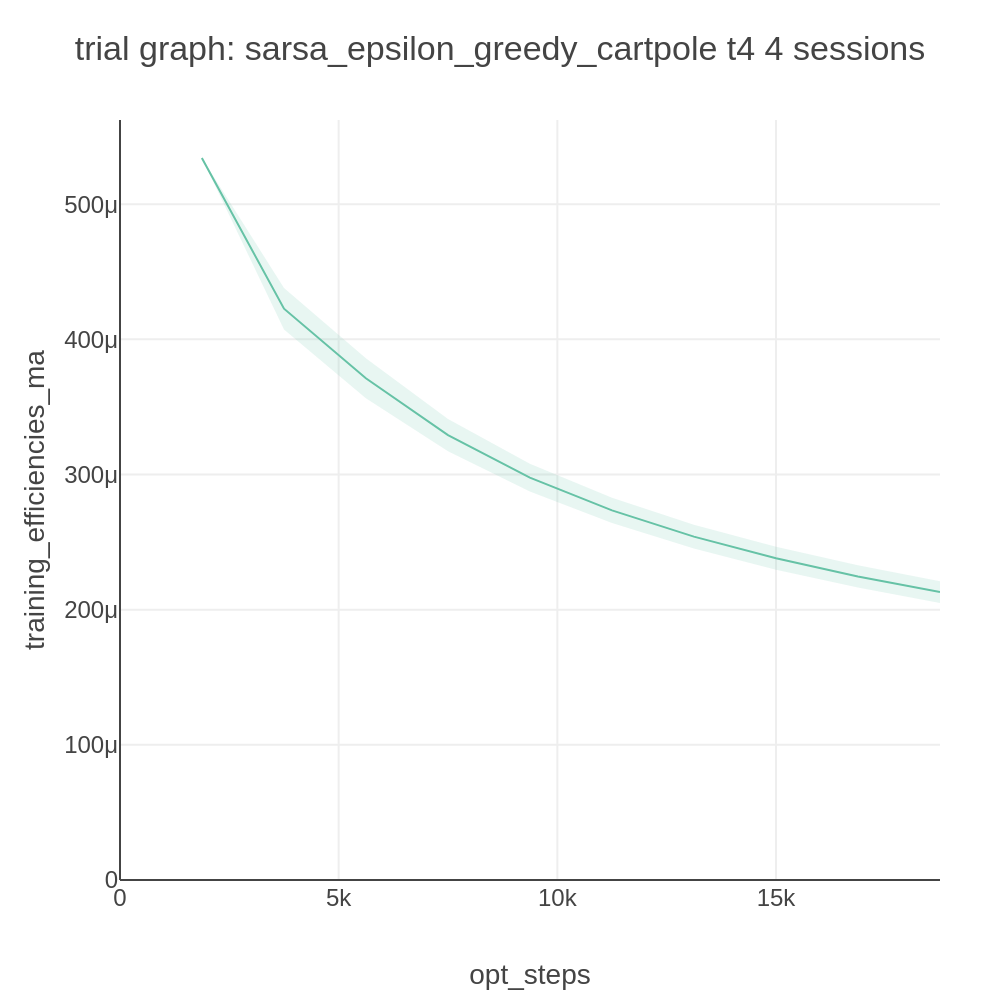 trial graph: sarsa_epsilon_greedy_cartpole t4 4 sessions
training_efficiencies_ma
500μ
400μ
300μ
200μ
100μ
0
0 5k 10k 15k
opt_steps